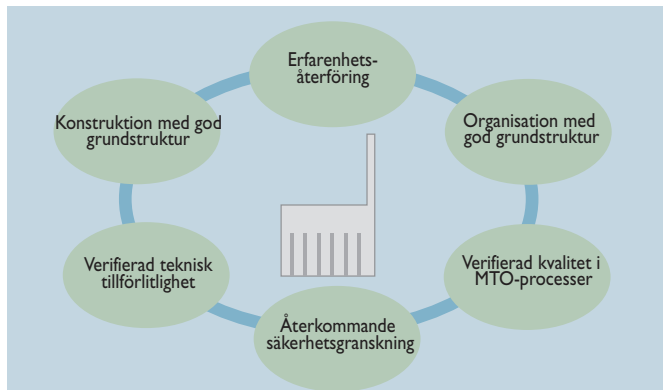 Erfarenhets-
återföring
Konstruktion med god
grundstruktur
Organisation med
god grundstruktur
Verifierad teknisk
tillförlitlighet
Verifierad kvalitet i
MTO-processer
Återkommande
säkerhetsgranskning